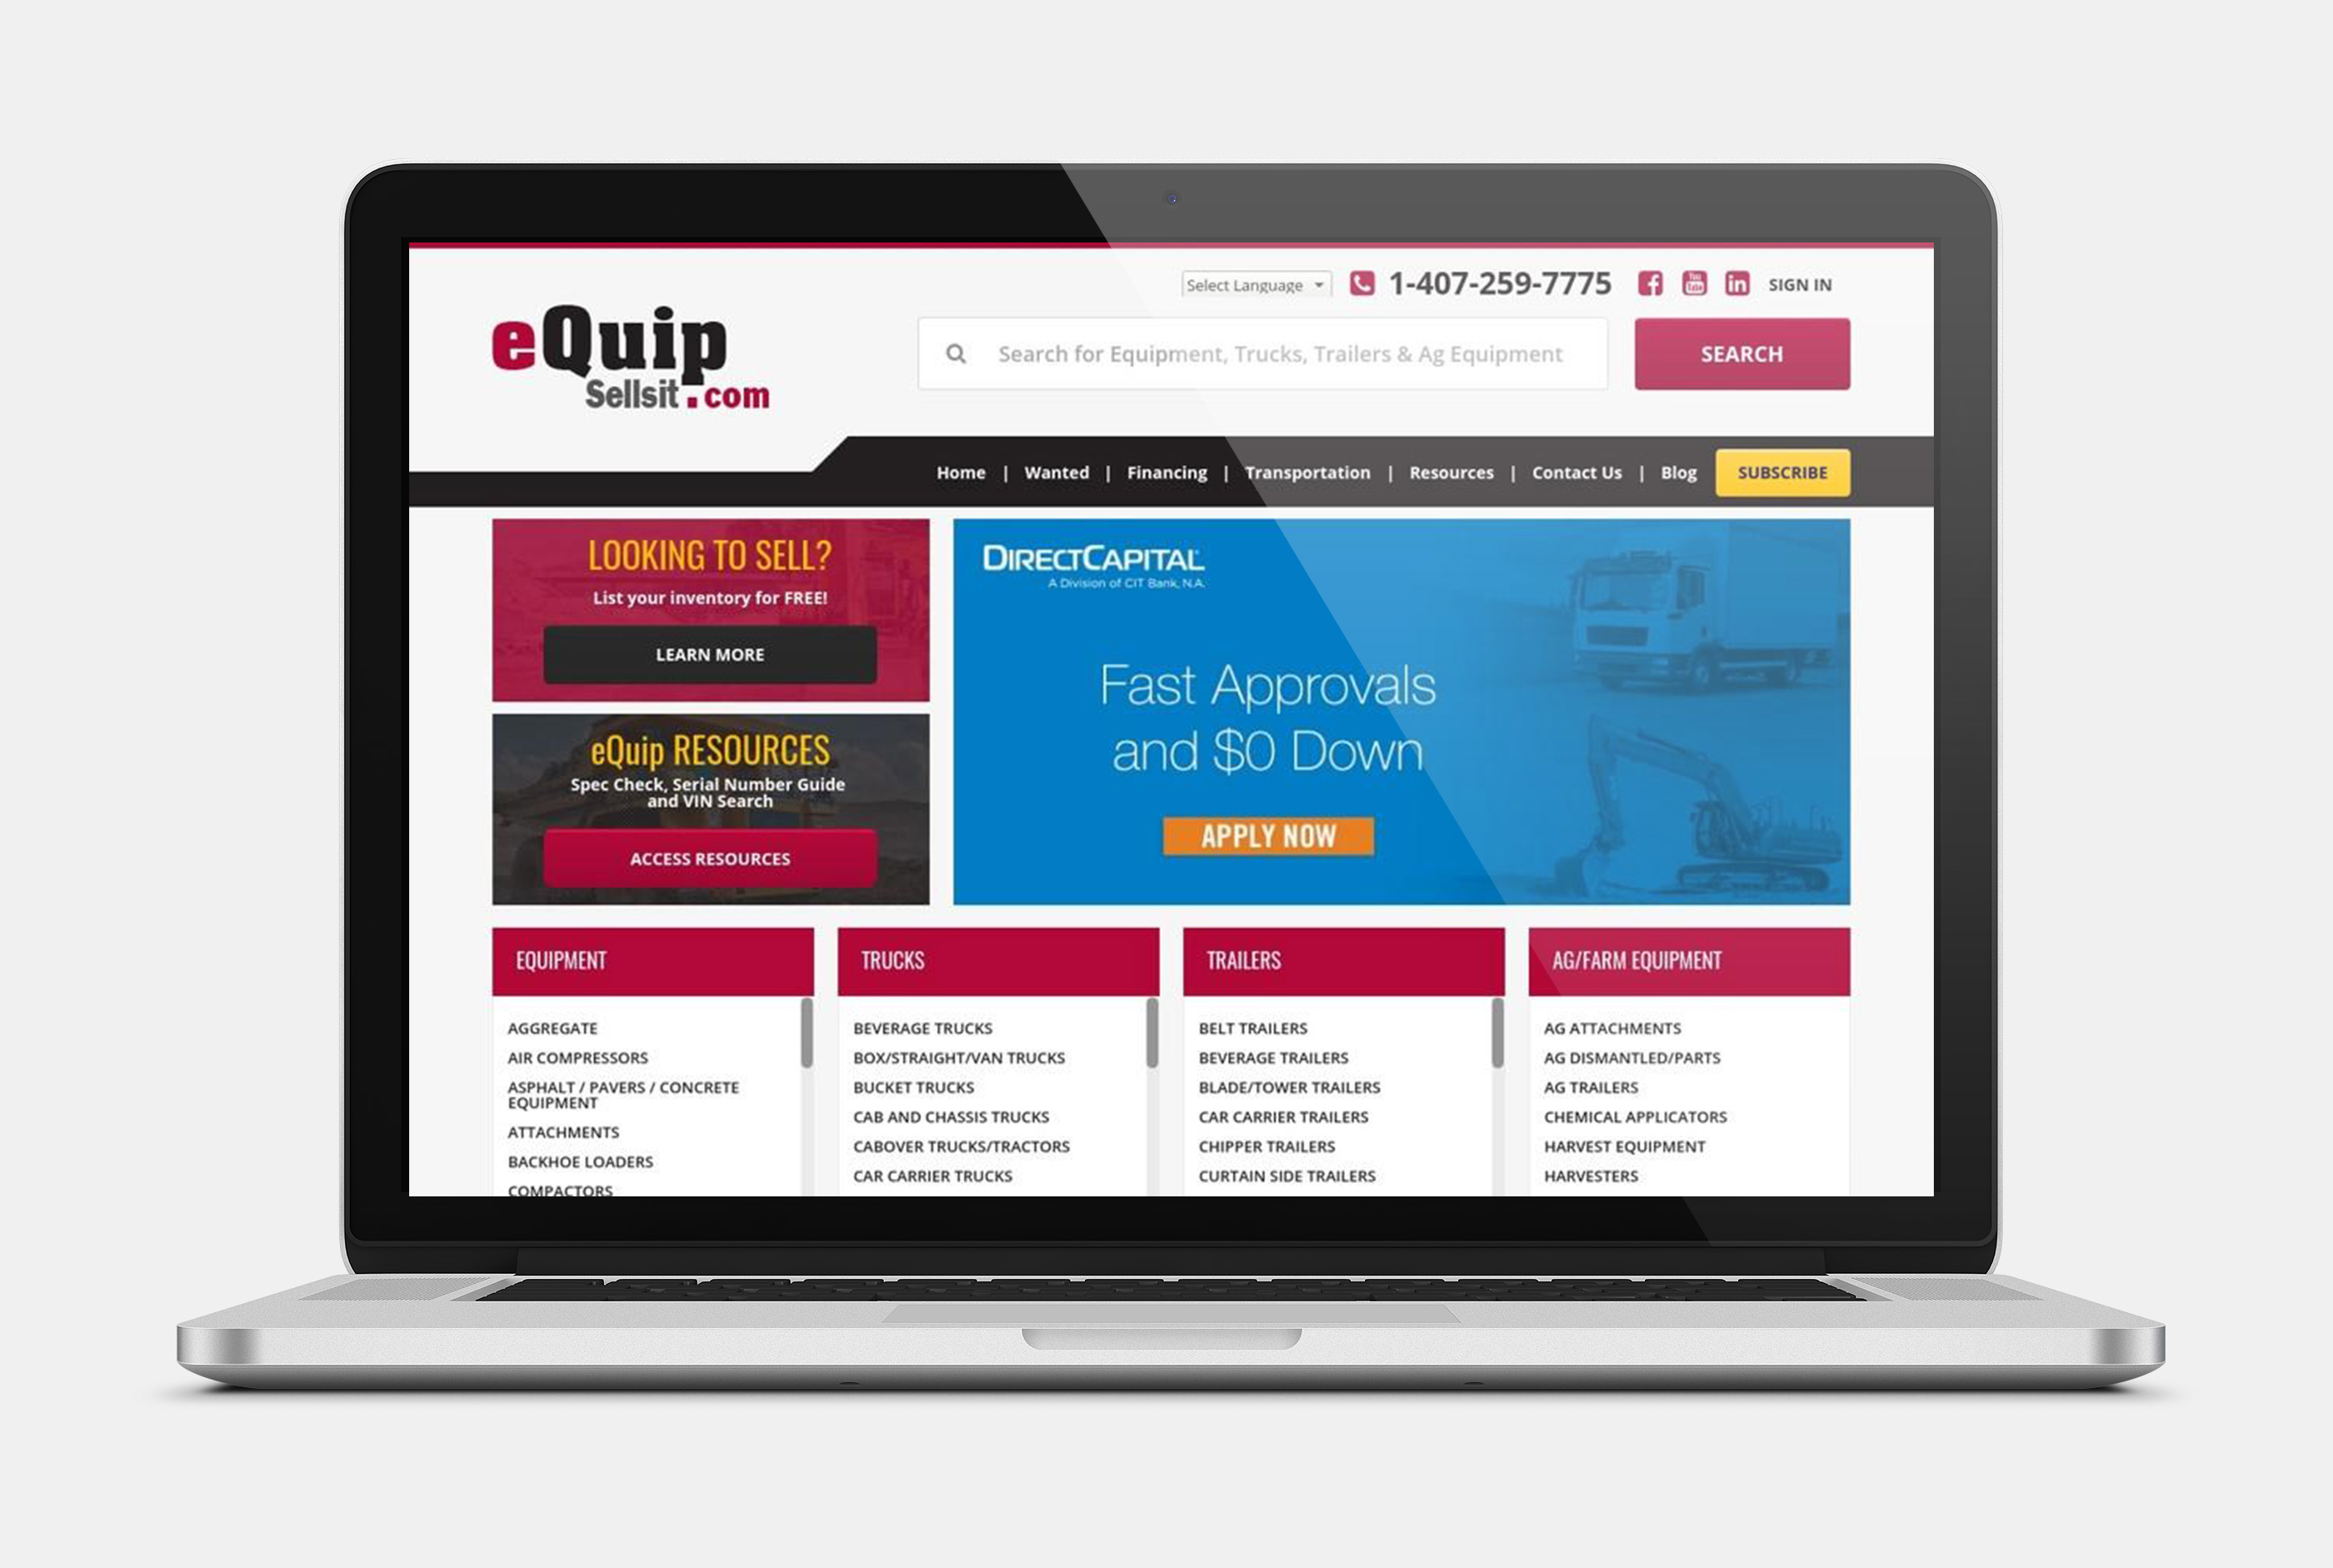 Select Language
1-407-259-7775
SIGN IN
eQuip
Sellsit.com
Search for Equipment, Trucks, Trailers & Ag Equipment
SEARCH
Home | Wanted | Financing | Transportation | Resources | Contact Us | Blog
SUBSCRIBE
LOOKING TO SELL?
List your inventory for FREE!
LEARN MORE
eQuip RESOURCES
Spec Check, Serial Number Guide
and VIN Search
ACCESS RESOURCES
DIRECTCAPITAL
A Division of CIT Bank, N.A.
Fast Approvals
and $0 Down
APPLY NOW
EQUIPMENT
AGGREGATE
AIR COMPRESSORS
ASPHALT / PAVERS / CONCRETE
EQUIPMENT
ATTACHMENTS
BACKHOE LOADERS
COMPACTORS
TRUCKS
BEVERAGE TRUCKS
BOX/STRAIGHT/VAN TRUCKS
BUCKET TRUCKS
CAB AND CHASSIS TRUCKS
CABOVER TRUCKS/TRACTORS
CAR CARRIER TRUCKS
TRAILERS
BELT TRAILERS
BEVERAGE TRAILERS
BLADE/TOWER TRAILERS
CAR CARRIER TRAILERS
CHIPPER TRAILERS
CURTAIN SIDE TRAILERS
AG/FARM EQUIPMENT
AG ATTACHMENTS
AG DISMANTLED/PARTS
AG TRAILERS
CHEMICAL APPLICATORS
HARVEST EQUIPMENT
HARVESTERS